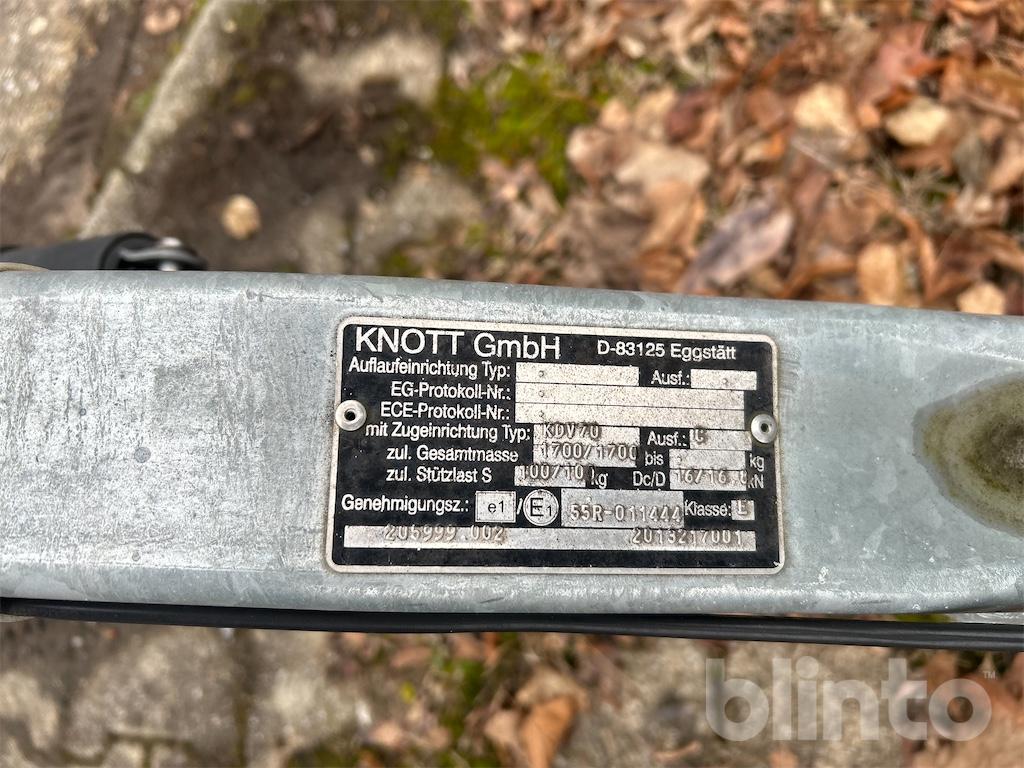 KNOTT GmbH D-83125 Eggstätt
Auflaufeinrichtung Typ: Ausf.:
EG-Protokoll-Nr.:
ECE-Protokoll-Nr.:
mit Zugeinrichtung Typ: KDV70 Ausf.: C
zul. Gesamtmasse 1700/1700 bis kg
zul. Stützlast S 100/10 kg Dc/D 16/16. kN
Genehmigungsz.: e1 / E1 55R-011444 Klasse: E
205999.002 2013217001
blinto™